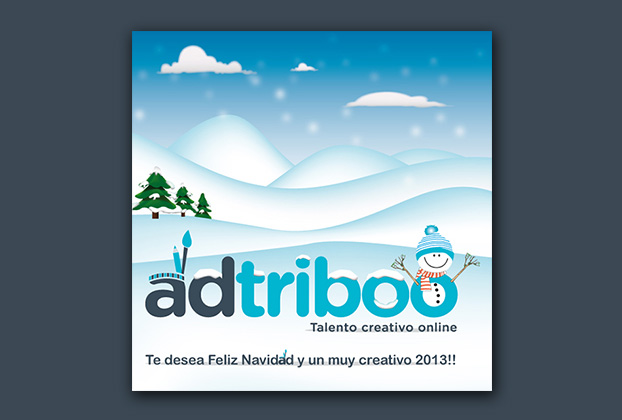 adtriboo
Talento creativo online
Te desea Feliz Navidad y un muy creativo 2013!!